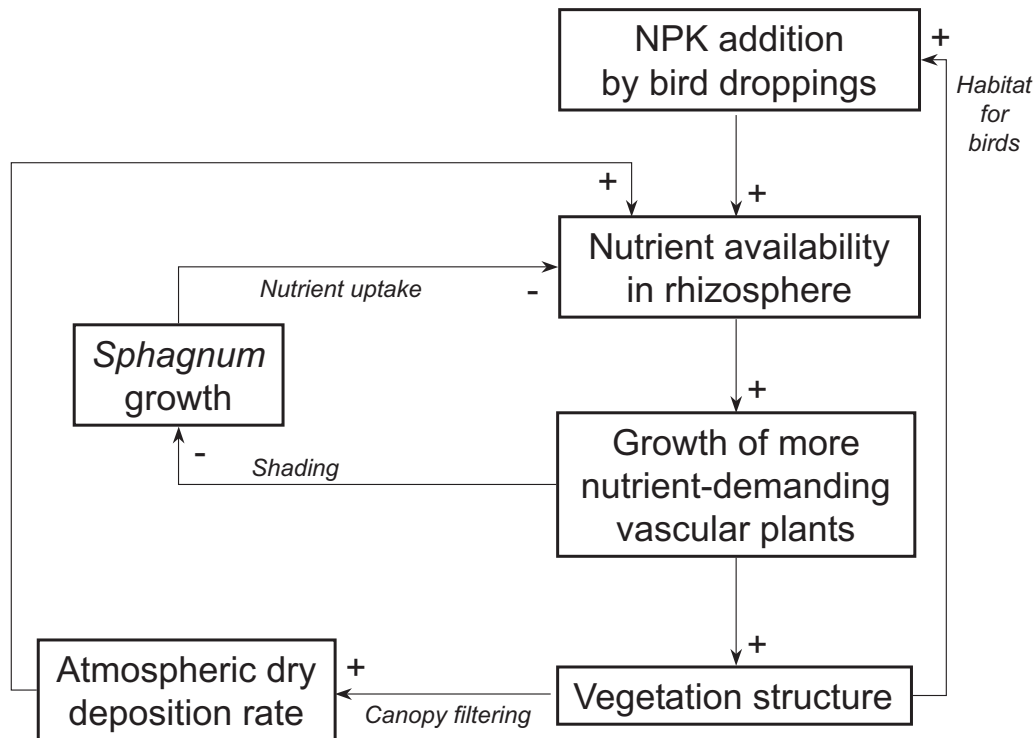 NPK addition
by bird droppings
+
Habitat
for
birds
+
+
Nutrient availability
in rhizosphere
Nutrient uptake
-
Sphagnum
growth
+
Growth of more
nutrient-demanding
vascular plants
-
Shading
+
Atmospheric dry
deposition rate
+
Canopy filtering
Vegetation structure